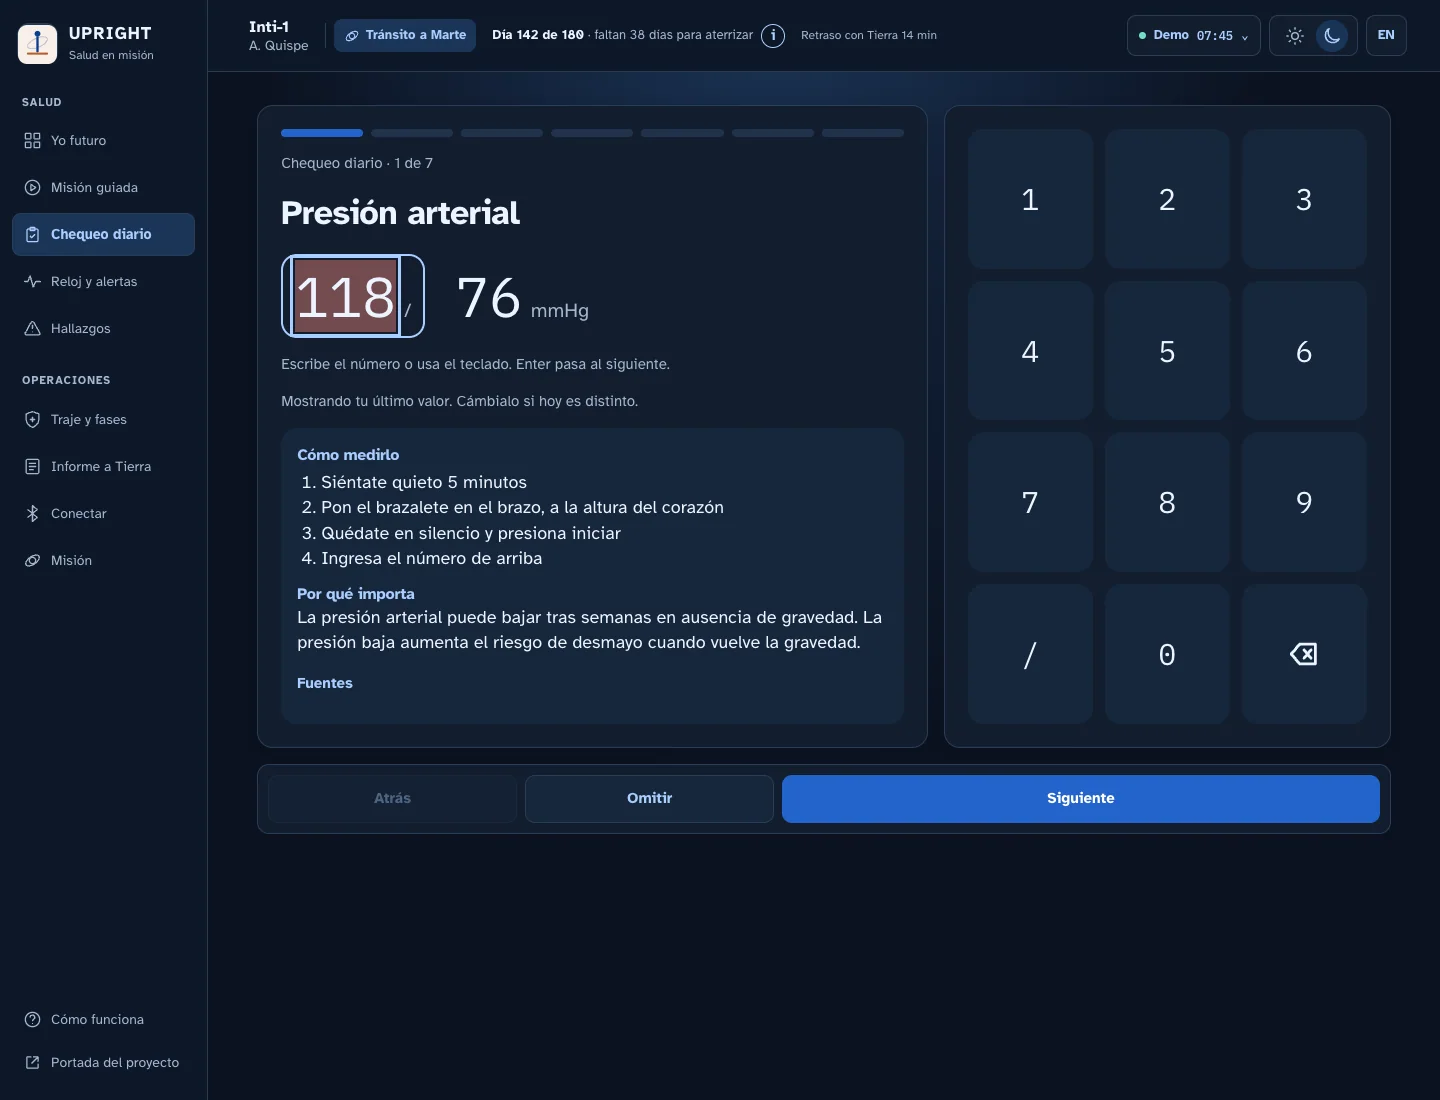 UPRIGHT
Salud en misión
SALUD
Yo futuro
Misión guiada
Chequeo diario
Reloj y alertas
Hallazgos
OPERACIONES
Traje y fases
Informe a Tierra
Conectar
Misión
Cómo funciona
Portada del proyecto
Inti-1
A. Quispe
Tránsito a Marte
Día 142 de 180 · faltan 38 días para aterrizar
i
Retraso con Tierra 14 min
Demo 07:45
EN
Chequeo diario · 1 de 7
Presión arterial
118 / 76 mmHg
Escribe el número o usa el teclado. Enter pasa al siguiente.
Mostrando tu último valor. Cámbialo si hoy es distinto.
Cómo medirlo
1. Siéntate quieto 5 minutos
2. Pon el brazalete en el brazo, a la altura del corazón
3. Quédate en silencio y presiona iniciar
4. Ingresa el número de arriba
Por qué importa
La presión arterial puede bajar tras semanas en ausencia de gravedad. La
presión baja aumenta el riesgo de desmayo cuando vuelve la gravedad.
Fuentes
1 2 3
4 5 6
7 8 9
/ 0
Atrás
Omitir
Siguiente